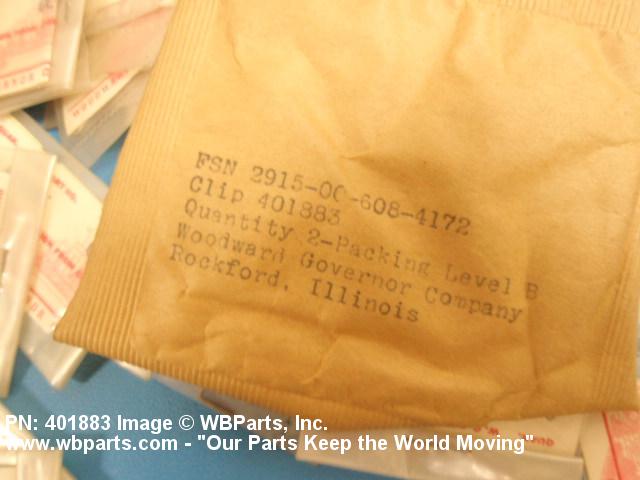 FSN 2915-00-608-4172
Clip 401883
Quantity 2-Packing Level B
Woodward Governor Company
Rockford, Illinois
PN: 401883 Image © WBParts, Inc.
www.wbparts.com - "Our Parts Keep the World Moving"